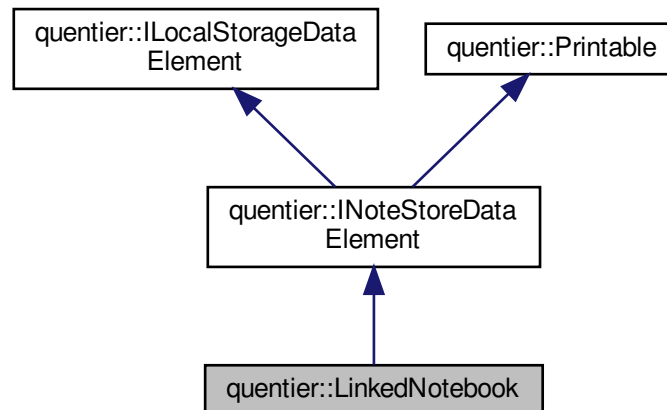 quentier::ILocalStorageData
Element
quentier::Printable
quentier::INoteStoreData
Element
quentier::LinkedNotebook